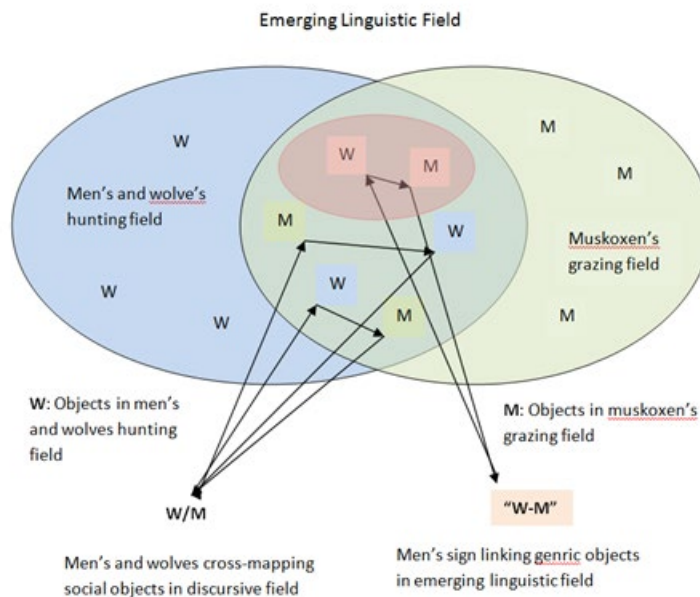 Emerging Linguistic Field
W
M
W
M
M
Men's and wolve's
hunting field
M
W
Muskoxen's
grazing field
W
W
M
W
M
W: Objects in men's
and wolves hunting
field
M: Objects in muskoxen's
grazing field
W/M
"W-M"
Men's and wolves cross-mapping
social objects in discursive field
Men's sign linking genric objects
in emerging linguistic field